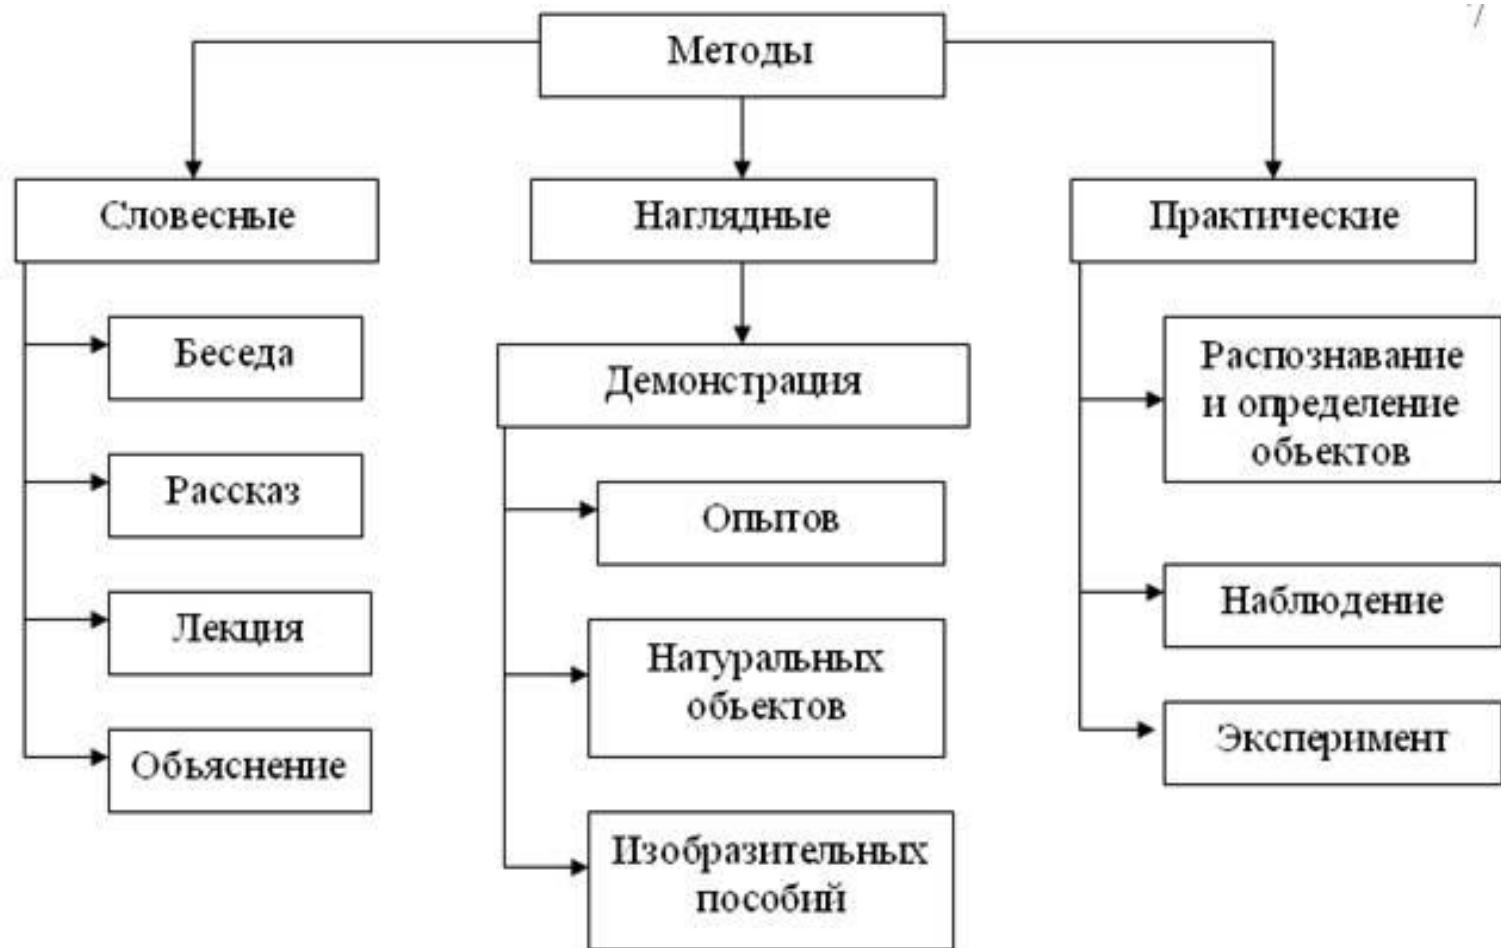 Методы
Словесные
Наглядные
Практические
Беседа
Рассказ
Лекция
Обьяснение
Демонстрация
Опытов
Натуральных
обьектов
Изобразительных
пособий
Распознавание
и определение
обьектов
Наблюдение
Эксперимент